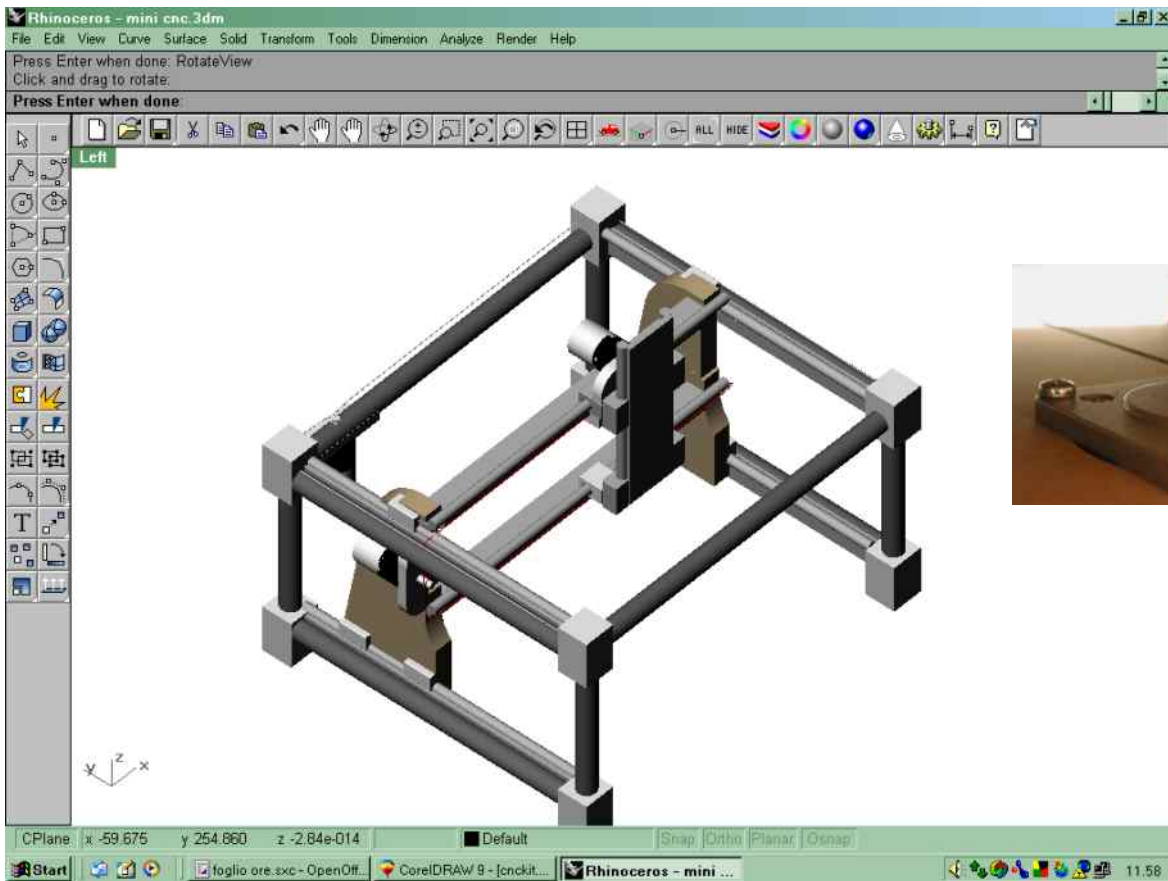 Rhinoceros - mini cnc.3dm
File Edit View Curve Surface Solid Transform Tools Dimension Analyze Render Help
Press Enter when done: RotateView
Click and drag to rotate:
Press Enter when done:
ALL HIDE
Left
T
z
y x
CPlane x -59.675 y 254.860 z -2.84e-014 Default Snap Ortho Planar Osnap
Start foglio ore.sxc - OpenOff... CorelDRAW 9 - [cnckit.... Rhinoceros - mini ... 11.58